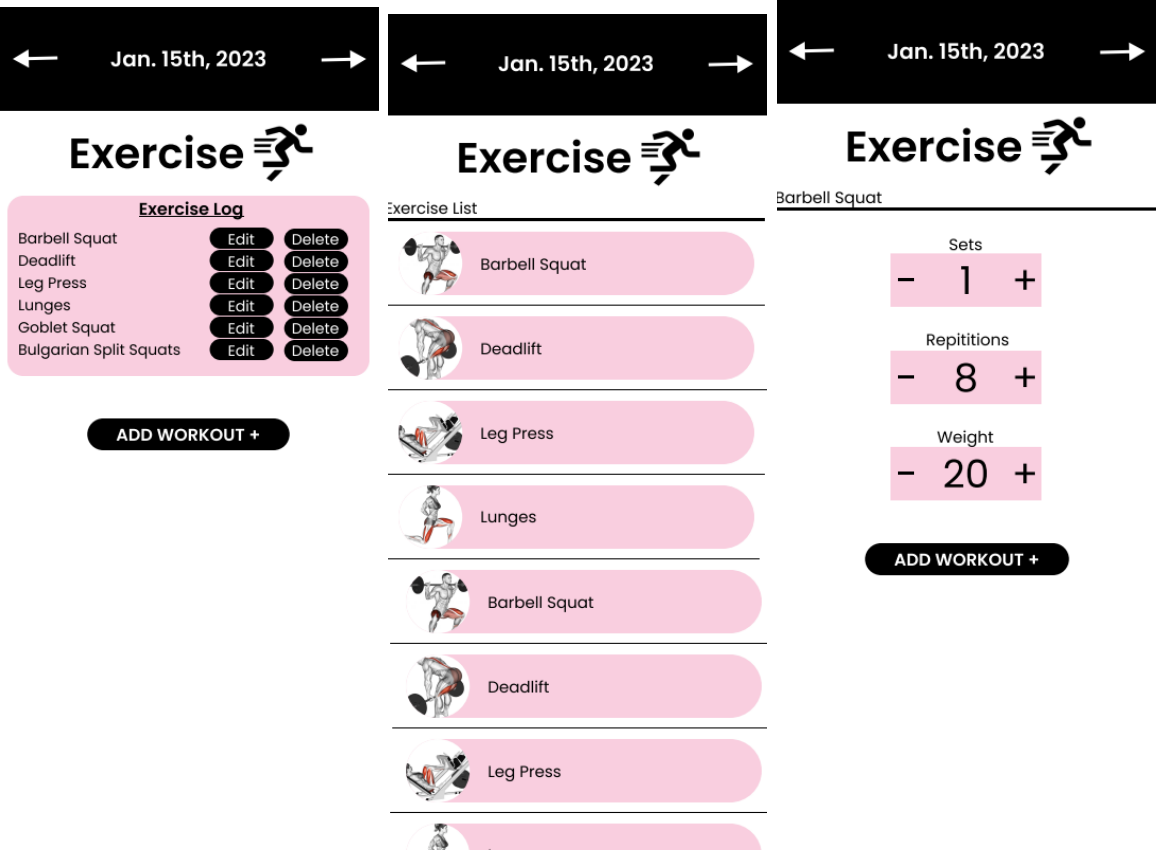 Jan. 15th, 2023
Exercise
Exercise Log
Barbell Squat Edit Delete
Deadlift Edit Delete
Leg Press Edit Delete
Lunges Edit Delete
Goblet Squat Edit Delete
Bulgarian Split Squats Edit Delete
ADD WORKOUT +
Jan. 15th, 2023
Exercise
Exercise List
Barbell Squat
Deadlift
Leg Press
Lunges
Barbell Squat
Deadlift
Leg Press
Jan. 15th, 2023
Exercise
Barbell Squat
Sets
- 1 +
Repititions
- 8 +
Weight
- 20 +
ADD WORKOUT +